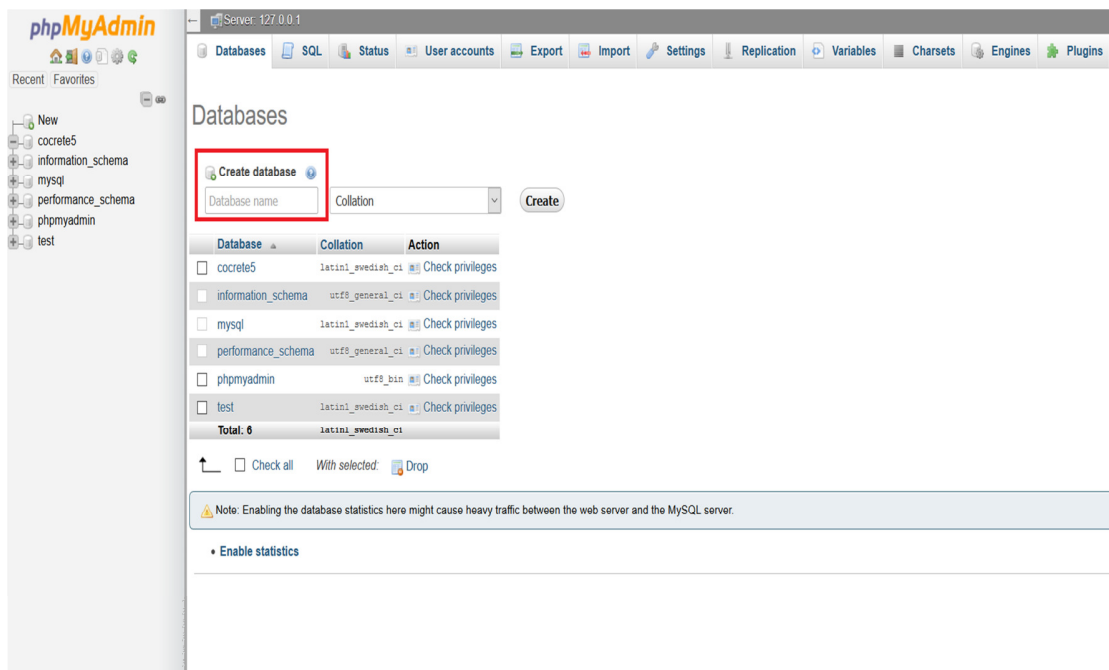 phpMyAdmin
Recent Favorites
New
cocrete5
information_schema
mysql
performance_schema
phpmyadmin
test
Server: 127.0.0.1
Databases SQL Status User accounts Export Import Settings Replication Variables Charsets Engines Plugins
Databases
Create database
Database name Collation Create
Database Collation Action
cocrete5 latin1_swedish_ci Check privileges
information_schema utf8_general_ci Check privileges
mysql latin1_swedish_ci Check privileges
performance_schema utf8_general_ci Check privileges
phpmyadmin utf8_bin Check privileges
test latin1_swedish_ci Check privileges
Total: 6 latin1_swedish_ci
Check all With selected: Drop
Note: Enabling the database statistics here might cause heavy traffic between the web server and the MySQL server.
• Enable statistics